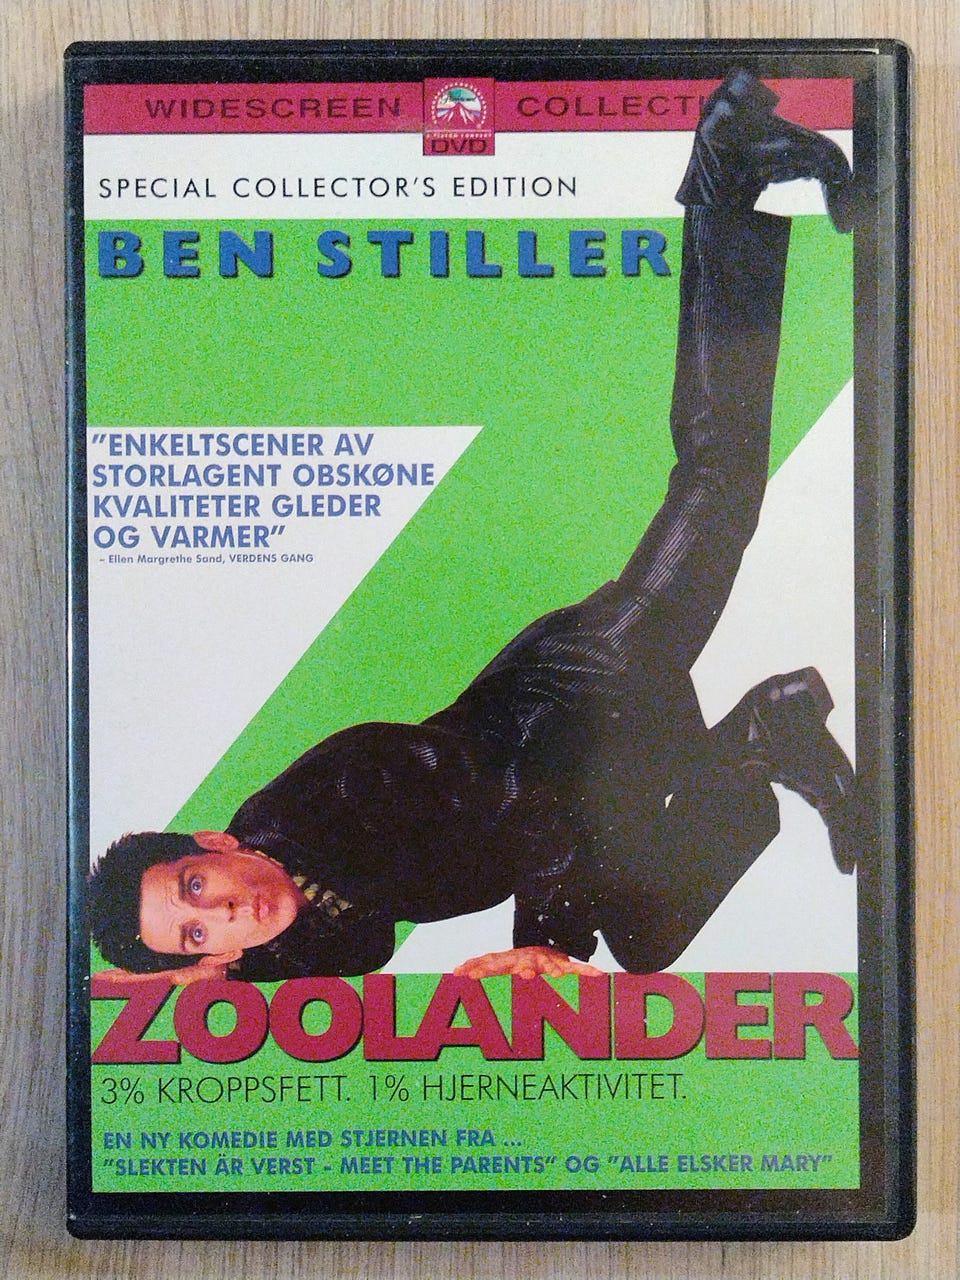 WIDESCREEN COLLECTI
Paramount
DVD
SPECIAL COLLECTOR'S EDITION
BEN STILLER
"ENKELTSCENER AV
STORLAGENT OBSKØNE
KVALITETER GLEDER
OG VARMER"
– Ellen Margrethe Sand, VERDENS GANG
ZOOLANDER
3% KROPPSFETT. 1% HJERNEAKTIVITET.
EN NY KOMEDIE MED STJERNEN FRA ...
"SLEKTEN ÄR VERST - MEET THE PARENTS" OG "ALLE ELSKER MARY"